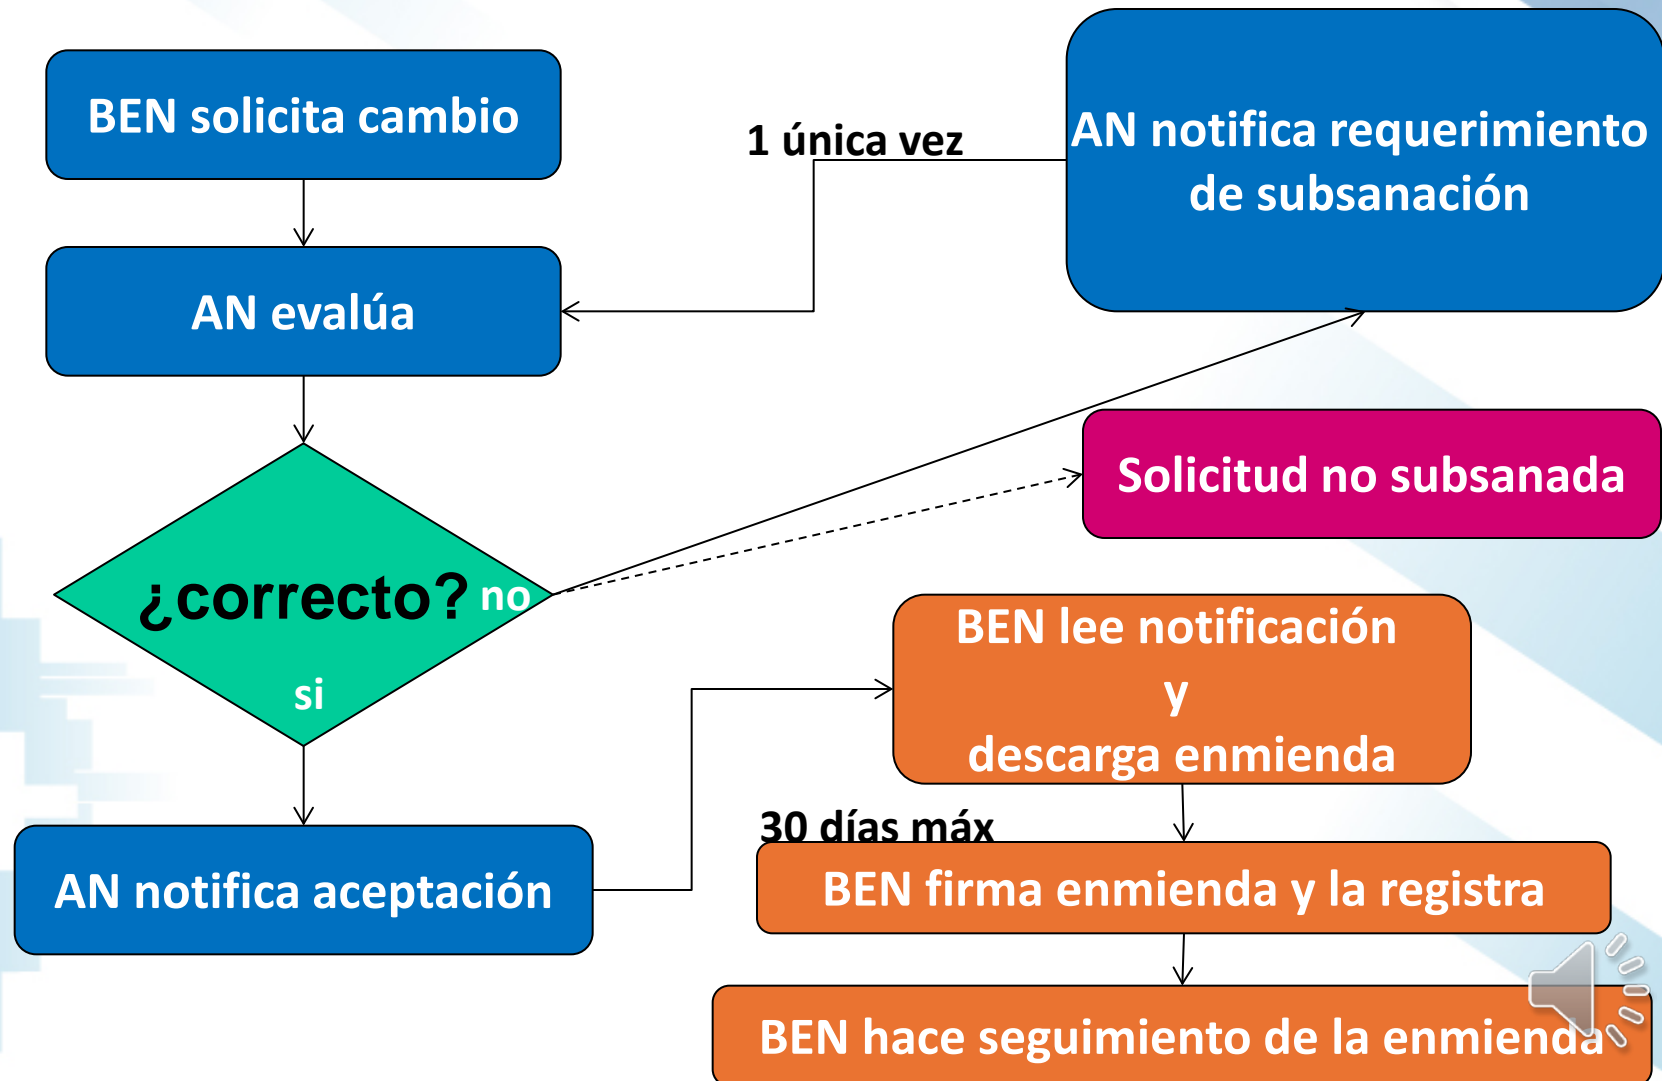 BEN solicita cambio
1 única vez
AN notifica requerimiento
de subsanación
AN evalúa
Solicitud no subsanada
¿correcto?
no
si
BEN lee notificación
y
descarga enmienda
AN notifica aceptación
30 días máx
BEN firma enmienda y la registra
BEN hace seguimiento de la enmienda